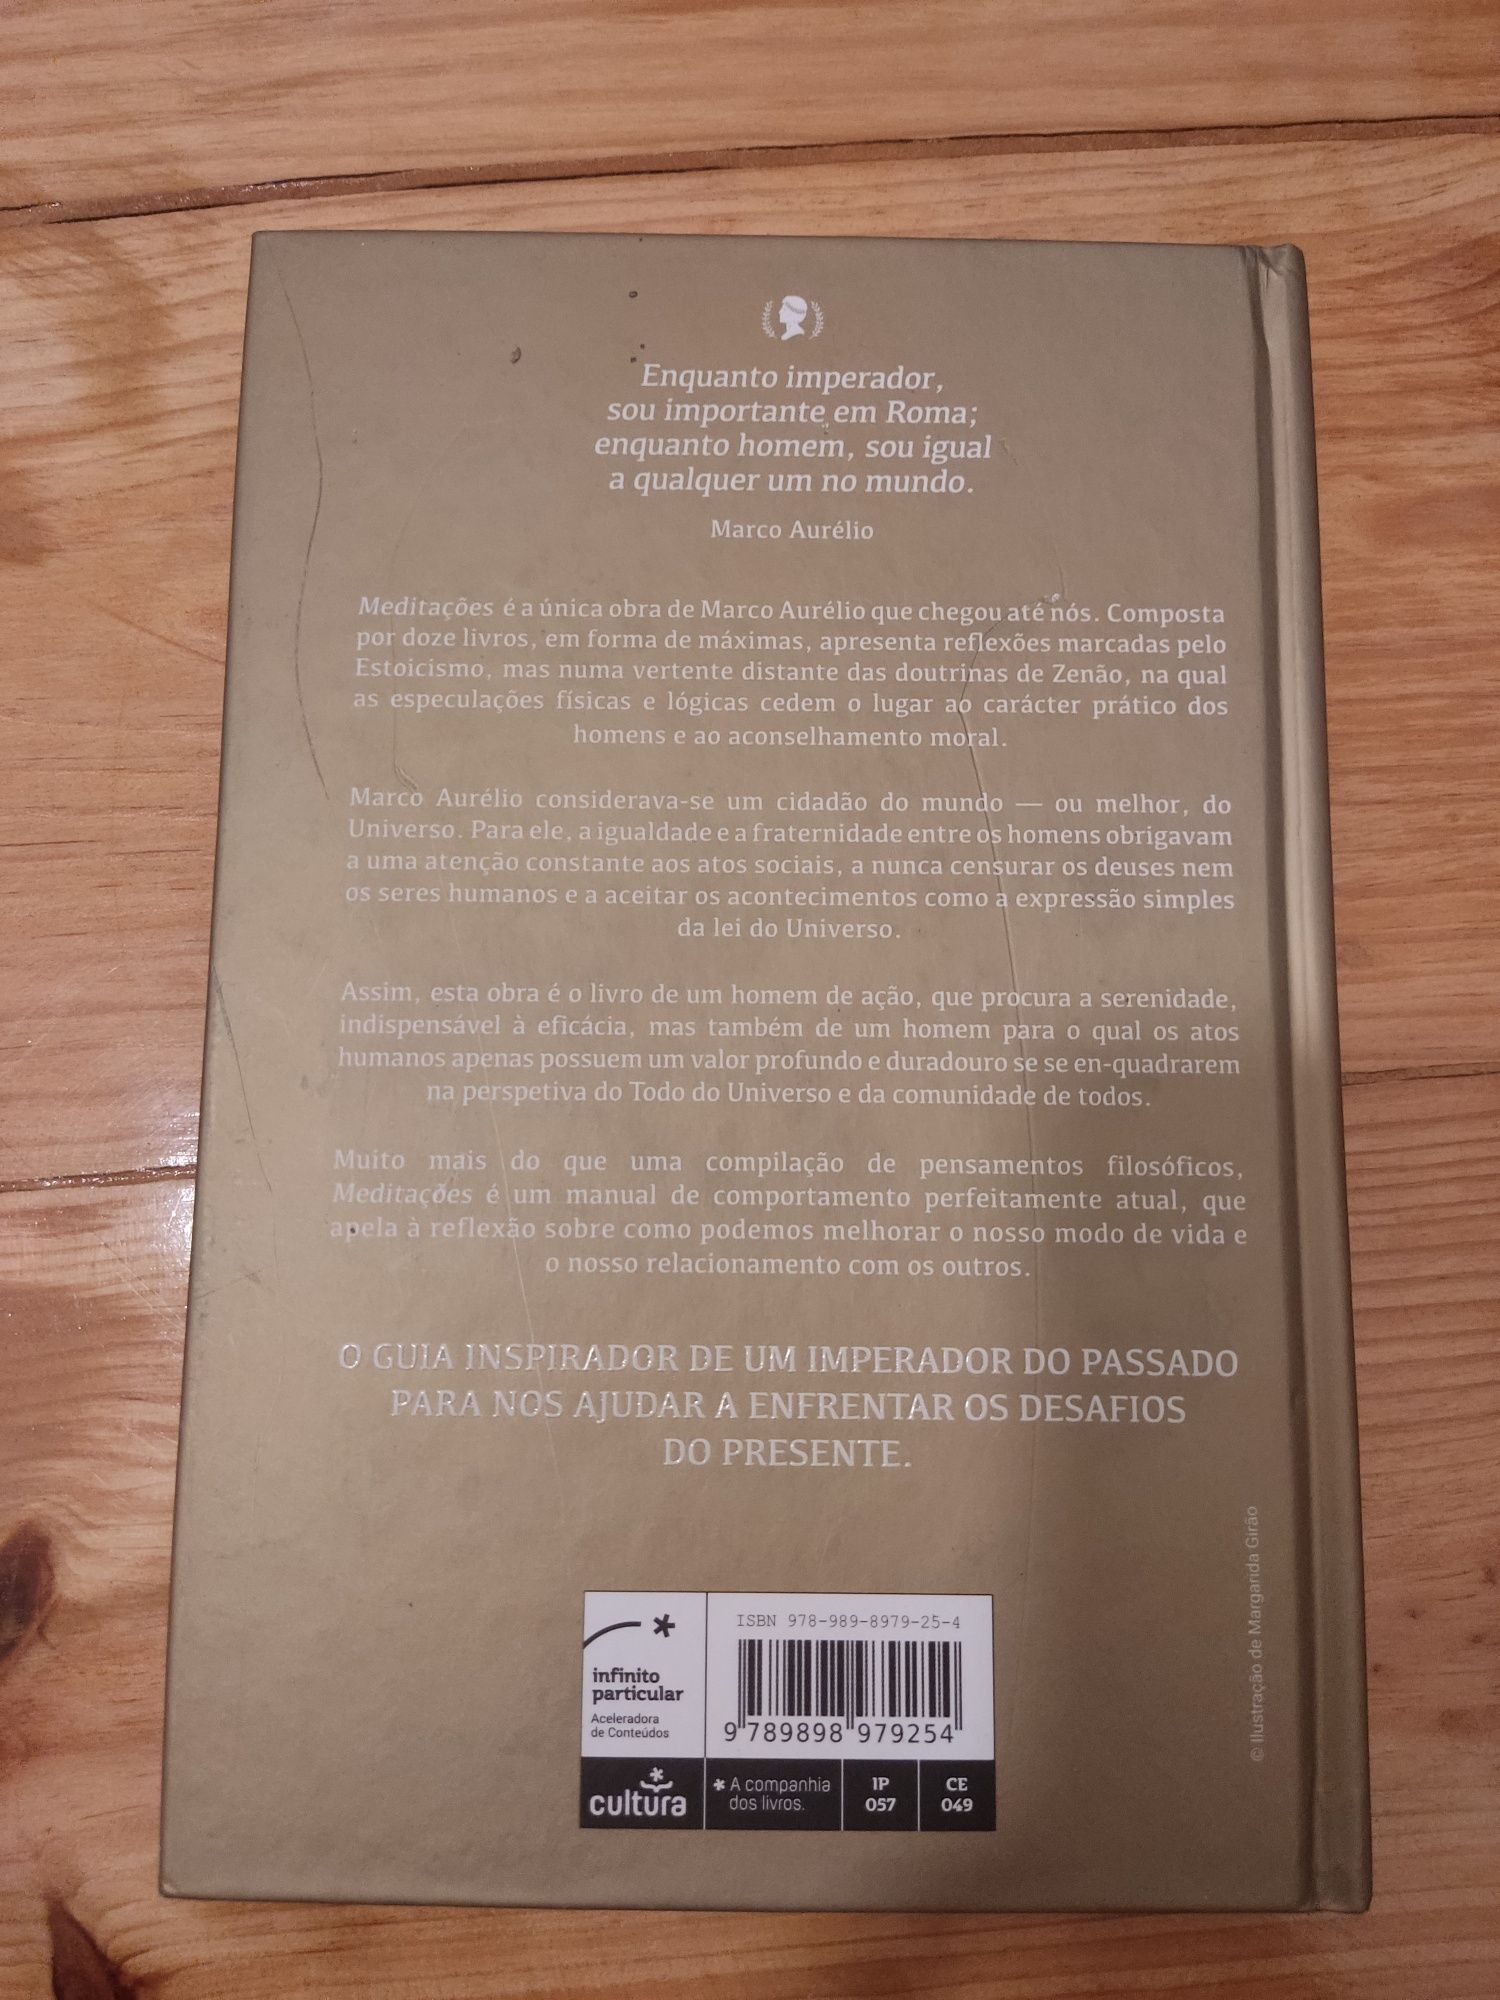 Enquanto imperador,
sou importante em Roma;
enquanto homem, sou igual
a qualquer um no mundo.
Marco Aurélio
Meditações é a única obra de Marco Aurélio que chegou até nós. Composta
por doze livros, em forma de máximas, apresenta reflexões marcadas pelo
Estoicismo, mas numa vertente distante das doutrinas de Zenão, na qual
as especulações físicas e lógicas cedem o lugar ao carácter prático dos
homens e ao aconselhamento moral.
Marco Aurélio considerava-se um cidadão do mundo — ou melhor, do
Universo. Para ele, a igualdade e a fraternidade entre os homens obrigavam
a uma atenção constante aos atos sociais, a nunca censurar os deuses nem
os seres humanos e a aceitar os acontecimentos como a expressão simples
da lei do Universo.
Assim, esta obra é o livro de um homem de ação, que procura a serenidade,
indispensável à eficácia, mas também de um homem para o qual os atos
humanos apenas possuem um valor profundo e duradouro se se en-quadrarem
na perspetiva do Todo do Universo e da comunidade de todos.
Muito mais do que uma compilação de pensamentos filosóficos,
Meditações é um manual de comportamento perfeitamente atual, que
apela à reflexão sobre como podemos melhorar o nosso modo de vida e
o nosso relacionamento com os outros.
O GUIA INSPIRADOR DE UM IMPERADOR DO PASSADO
PARA NOS AJUDAR A ENFRENTAR OS DESAFIOS
DO PRESENTE.
© Ilustração de Margarida Girão
infinito
particular
Aceleradora
de Conteúdos
ISBN 978-989-8979-25-4
9 789898 979254
cultura
* A companhia
dos livros.
IP
057
CE
049